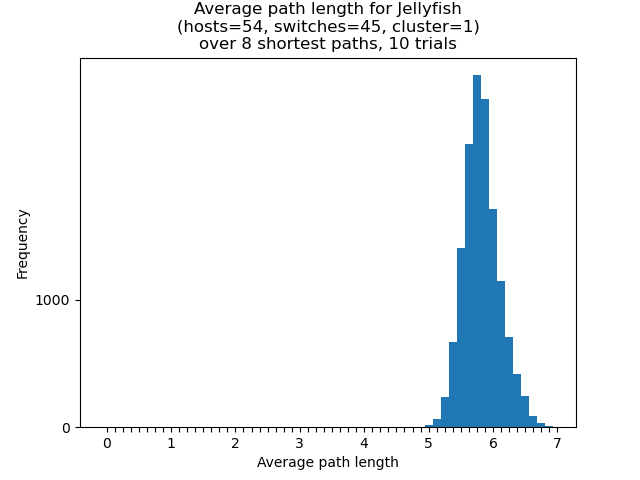 Average path length for Jellyfish
(hosts=54, switches=45, cluster=1)
over 8 shortest paths, 10 trials
Frequency
1000
0
0 1 2 3 4 5 6 7
Average path length